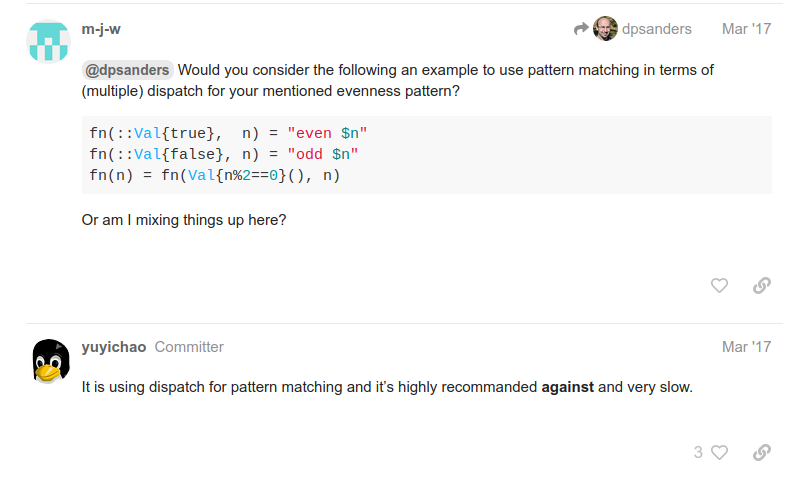 m-j-w dpsanders Mar '17
@dpsanders Would you consider the following an example to use pattern matching in terms of
(multiple) dispatch for your mentioned evenness pattern?
fn(::Val{true},  n) = "even $n"
fn(::Val{false}, n) = "odd $n"
fn(n) = fn(Val{n%2==0}(), n)
Or am I mixing things up here?
yuyichao Committer Mar '17
It is using dispatch for pattern matching and it’s highly recommanded against and very slow.
3